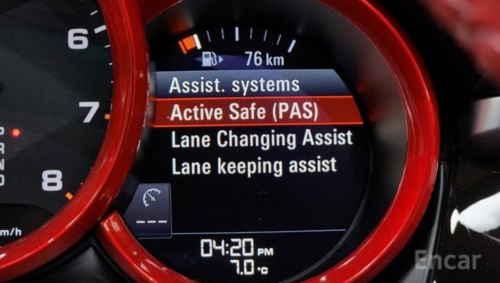 6
7
8
m/h
76 km
Assist. systems
Active Safe (PAS)
Lane Changing Assist
Lane keeping assist
---
04:20 PM
7.0 °C
Encar